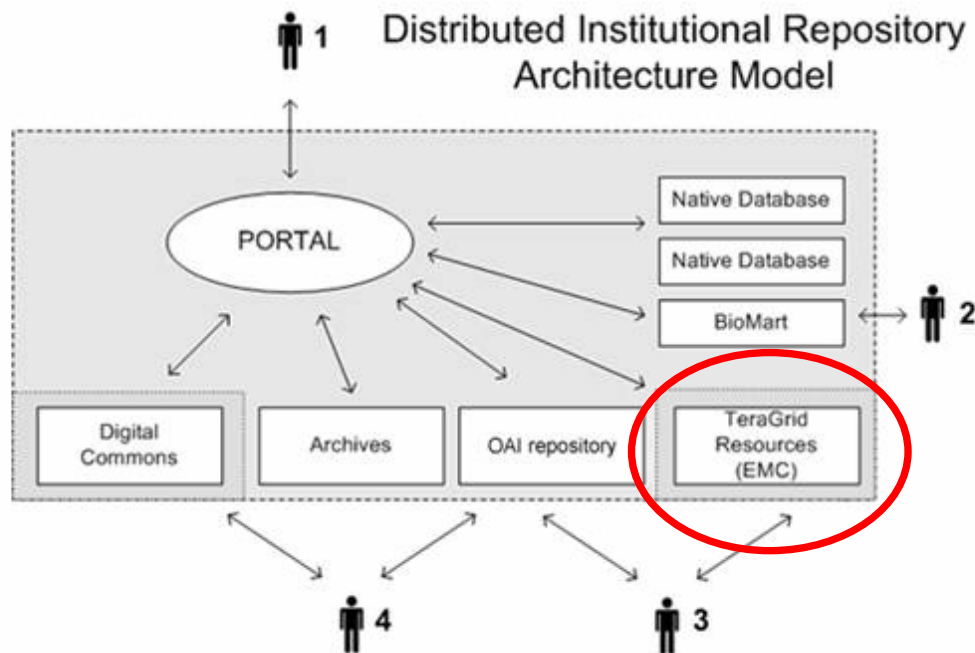 1
Distributed Institutional Repository
Architecture Model
PORTAL
Native Database
Native Database
BioMart
2
Digital
Commons
Archives
OAI repository
TeraGrid
Resources
(EMC)
4
3